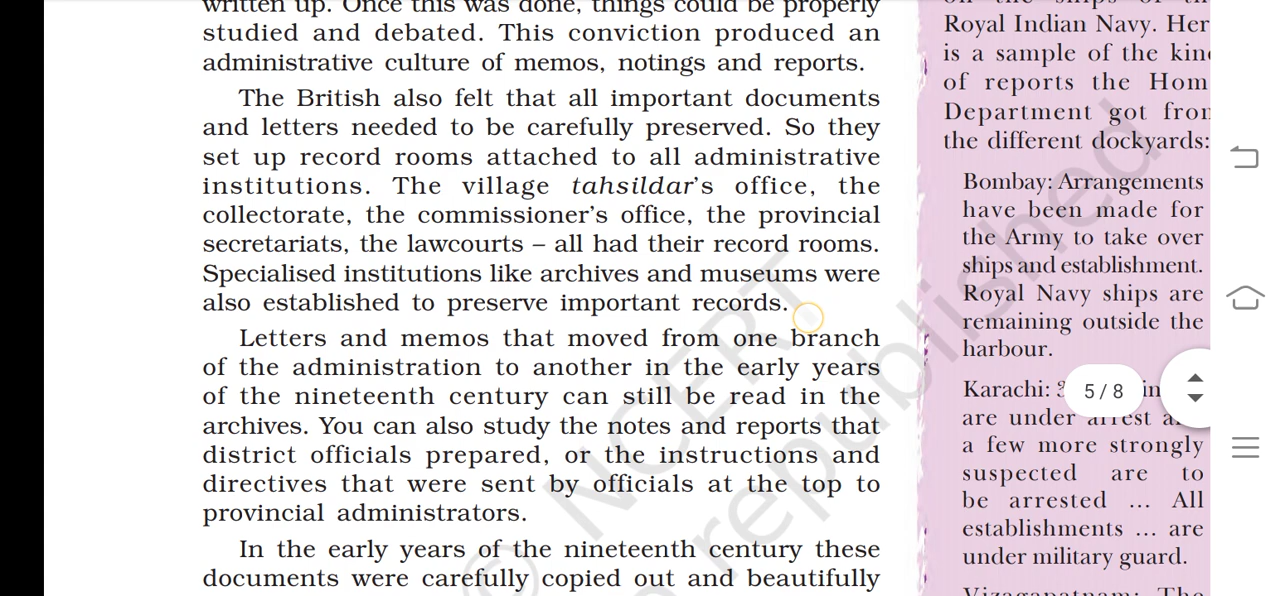 written up. Once this was done, things could be properly
studied and debated. This conviction produced an
administrative culture of memos, notings and reports.
The British also felt that all important documents
and letters needed to be carefully preserved. So they
set up record rooms attached to all administrative
institutions. The village tahsildar's office, the
collectorate, the commissioner's office, the provincial
secretariats, the lawcourts – all had their record rooms.
Specialised institutions like archives and museums were
also established to preserve important records.
Letters and memos that moved from one branch
of the administration to another in the early years
of the nineteenth century can still be read in the
archives. You can also study the notes and reports that
district officials prepared, or the instructions and
directives that were sent by officials at the top to
provincial administrators.
In the early years of the nineteenth century these
documents were carefully copied out and beautifully
on the ships of
Royal Indian Navy. Her
is a sample of the kin
of reports the Hom
Department got from
the different dockyards:
Bombay: Arrangements
have been made for
the Army to take over
ships and establishment.
Royal Navy ships are
remaining outside the
harbour.
Karachi:
are under arrest
a few more strongly
suspected are to
be arrested ... All
establishments ... are
under military guard.
Vizagapatnam: The
5 / 8
© NCERT
republished